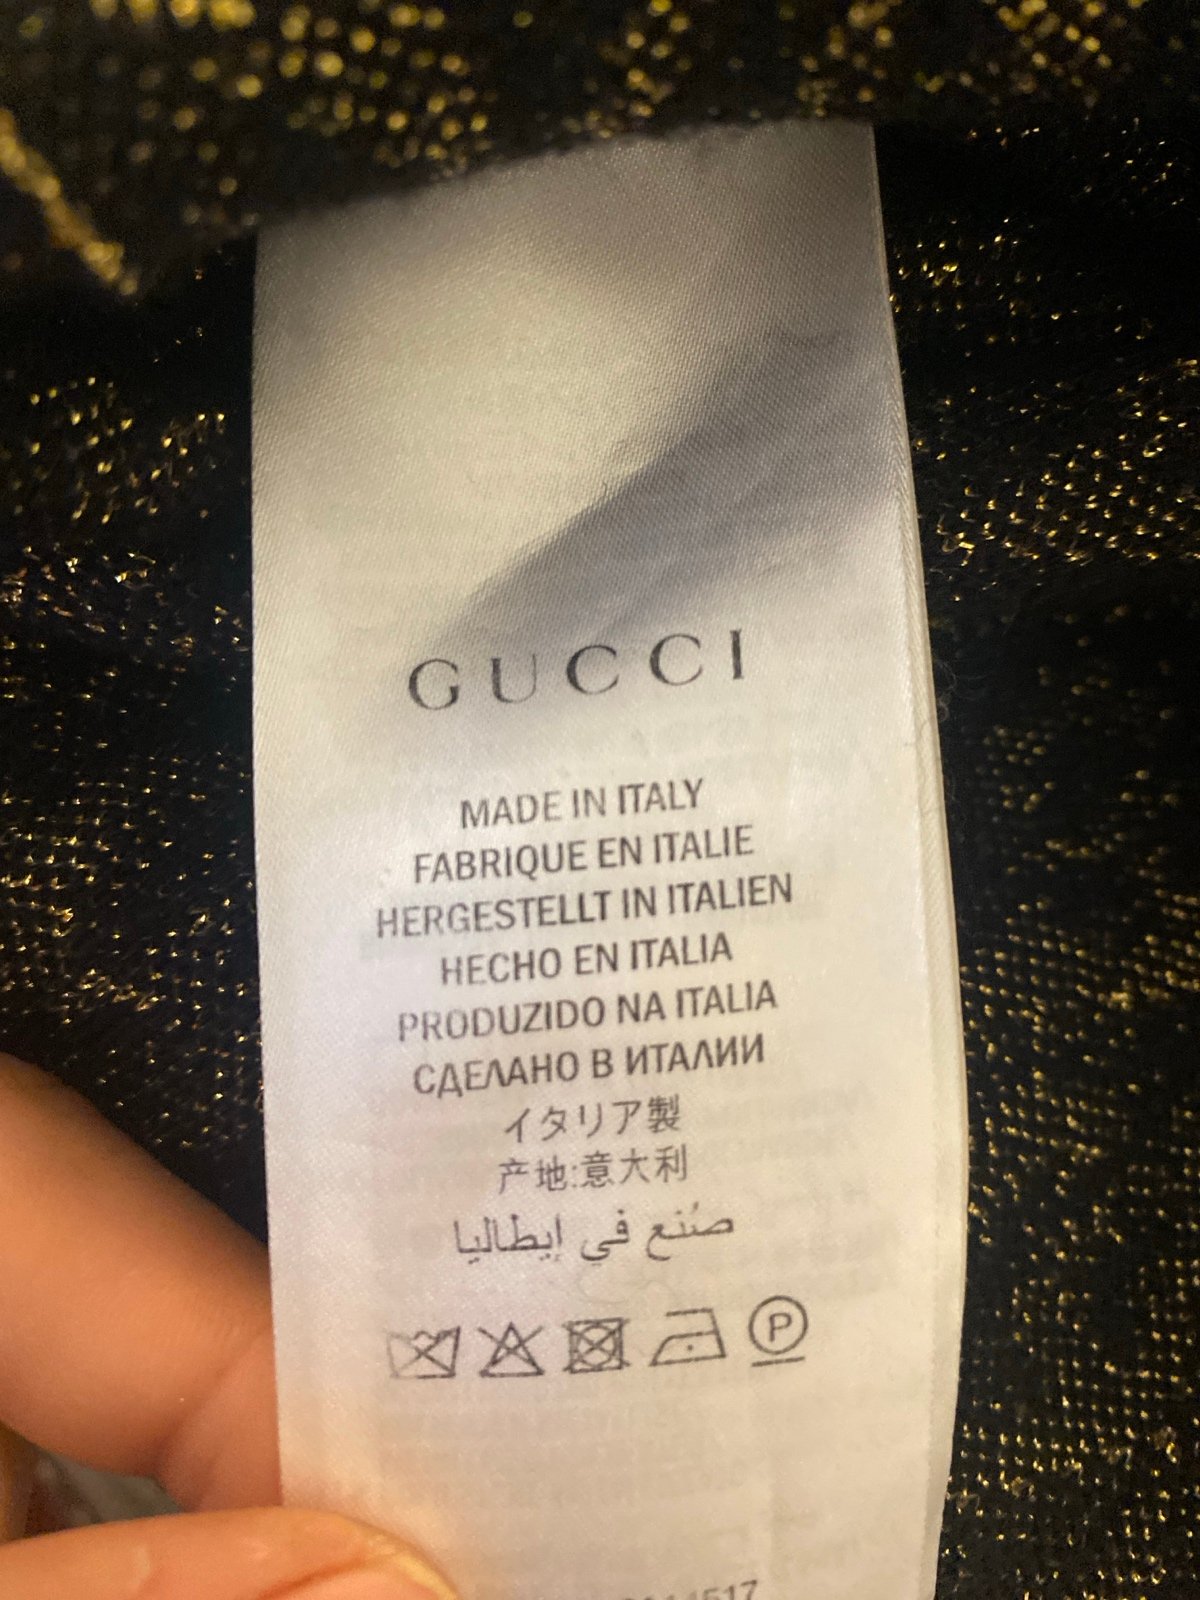 GUCCI
MADE IN ITALY
FABRIQUE EN ITALIE
HERGESTELLT IN ITALIEN
HECHO EN ITALIA
PRODUZIDO NA ITALIA
СДЕЛАНО В ИТАЛИИ
イタリア製
产地:意大利
صُنع في إيطاليا
P